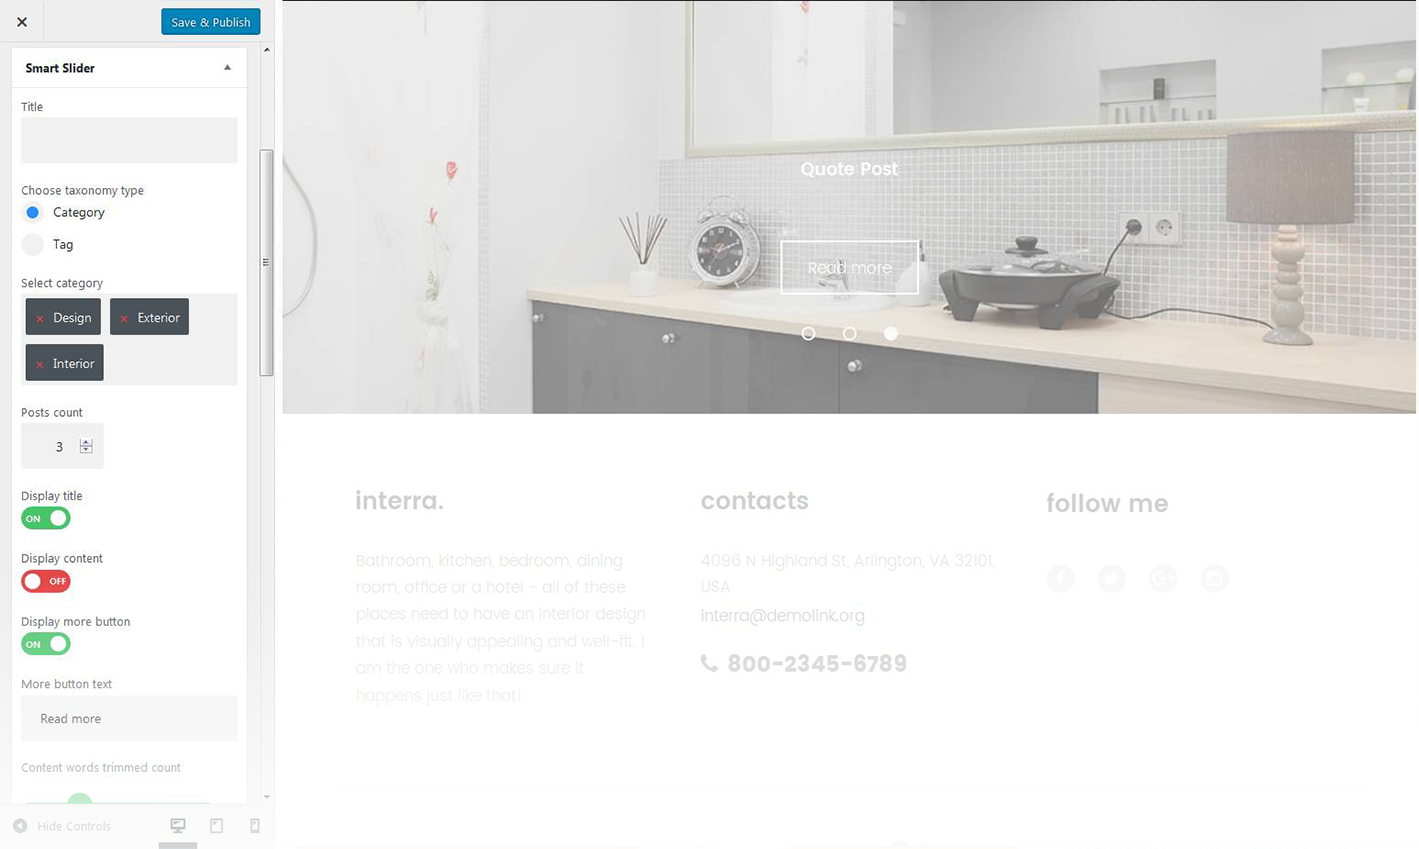 Save & Publish
Smart Slider
Title
Choose taxonomy type
Category
Tag
Select category
× Design × Exterior
× Interior
Posts count
3
Display title
ON
Display content
OFF
Display more button
ON
More button text
Read more
Content words trimmed count
Hide Controls
Quote Post
Read more
interra.
Bathroom, kitchen, bedroom, dining
room, office or a hotel - all of these
places need to have an interior design
that is visually appealing and well-fit. I
am the one who makes sure it
happens just like that!
contacts
4096 N Highland St, Arlington, VA 32101,
USA
interra@demolink.org
800-2345-6789
follow me